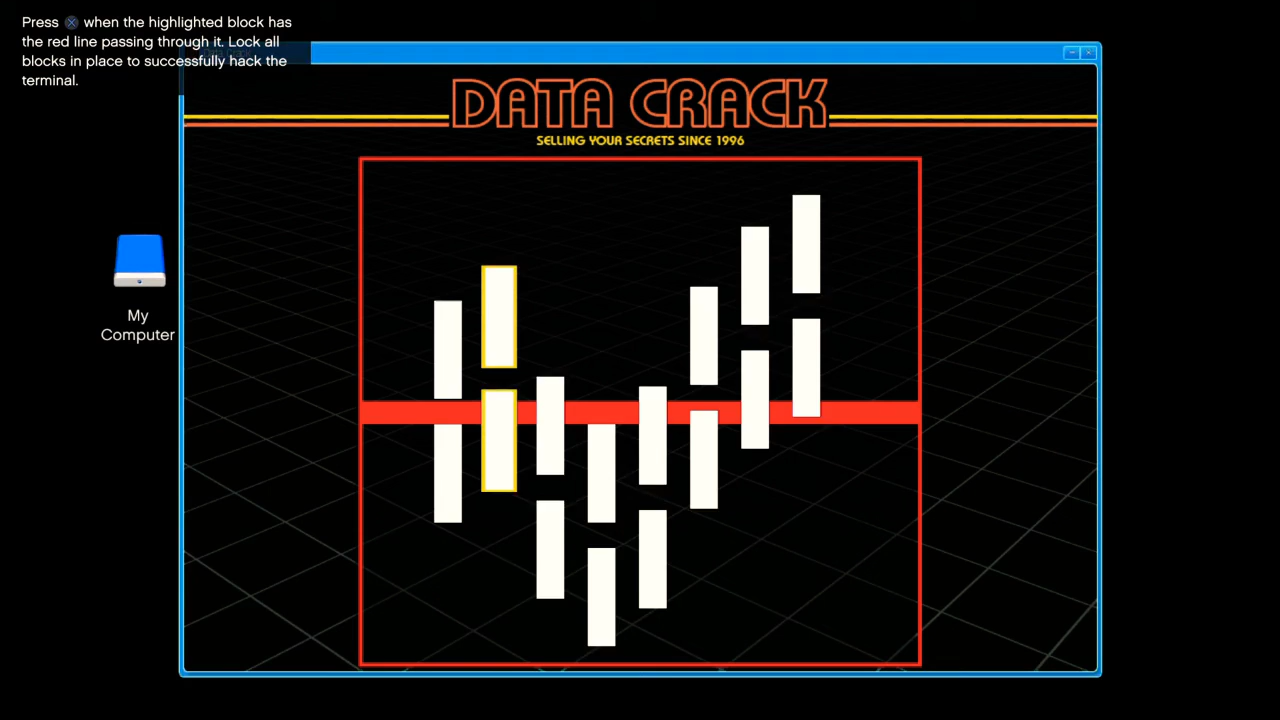 Press ⓧ when the highlighted block has
the red line passing through it. Lock all
blocks in place to successfully hack the
terminal.
DATA CRACK
SELLING YOUR SECRETS SINCE 1996
My
Computer